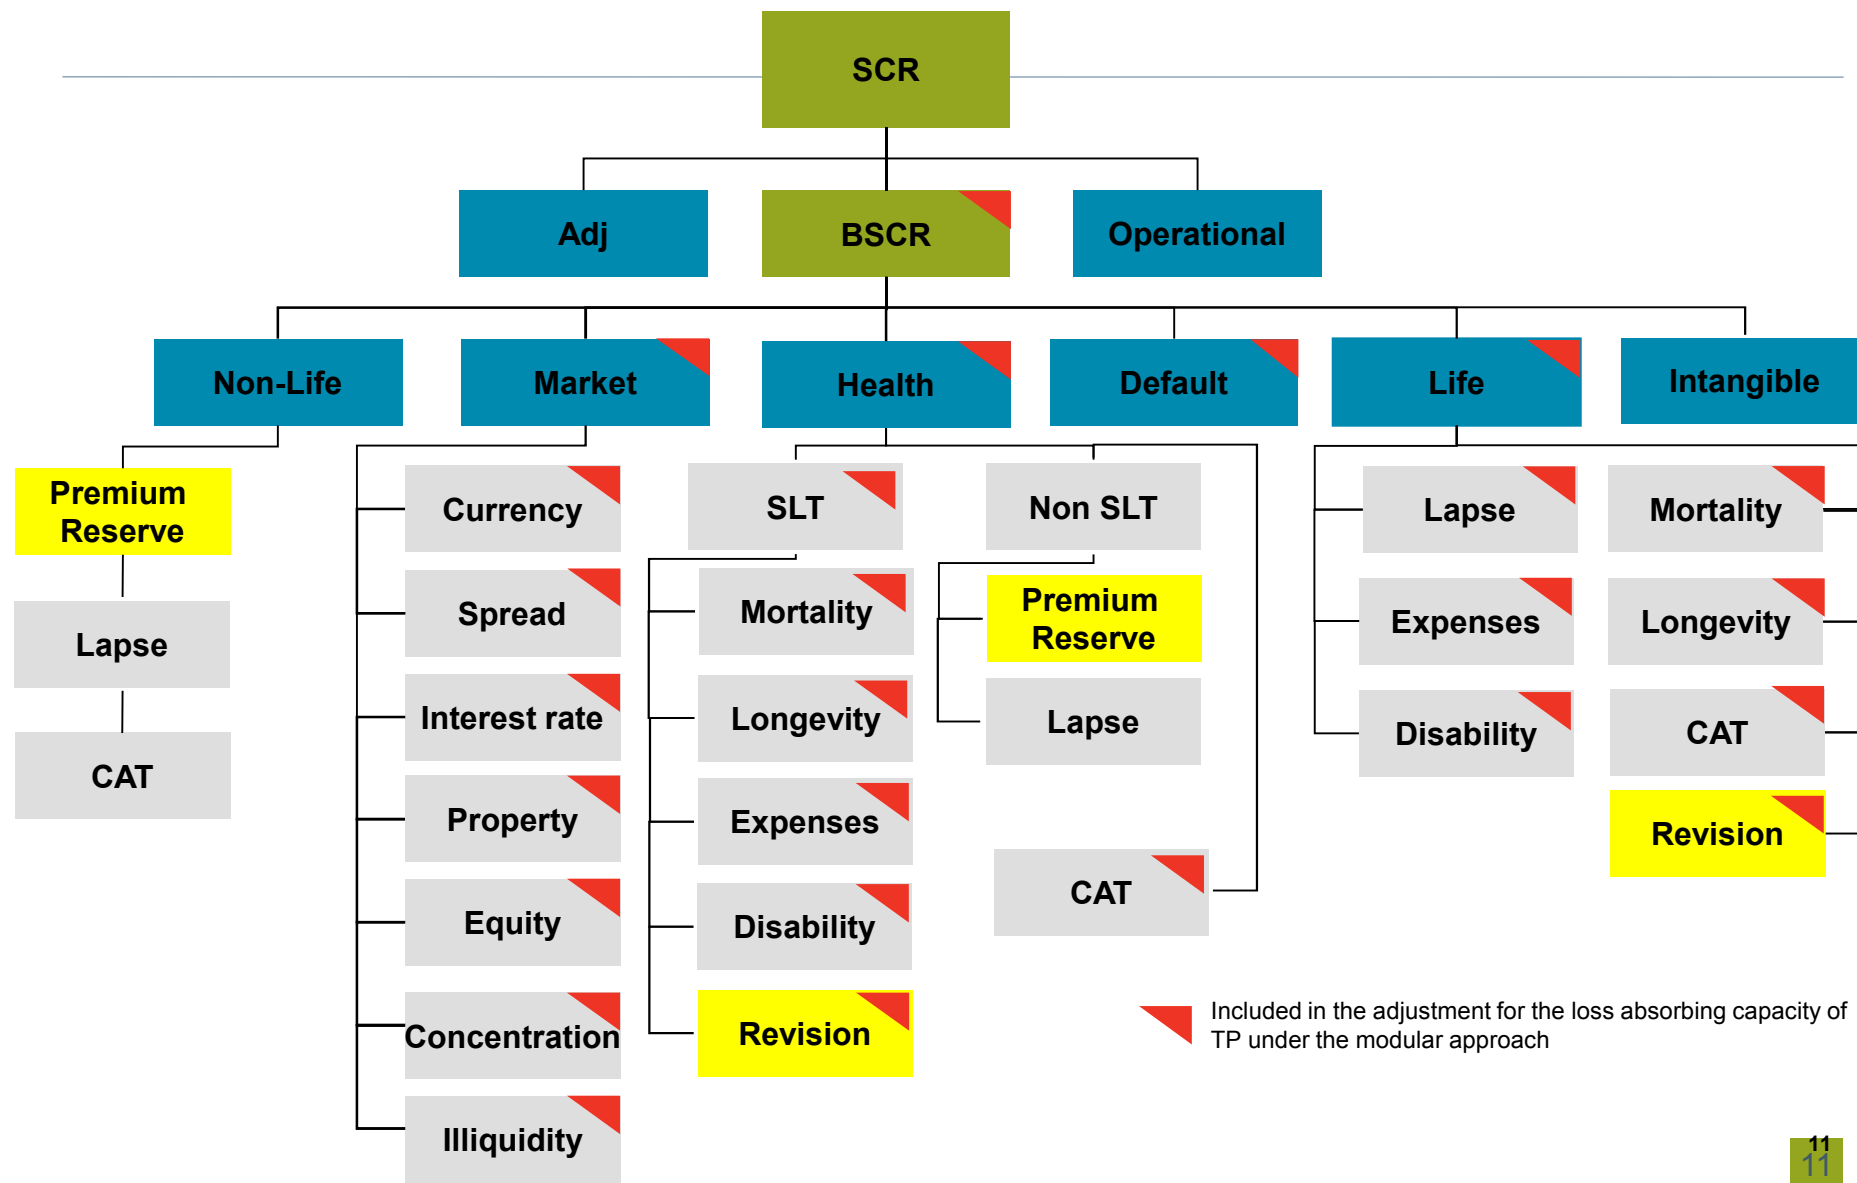 SCR
Adj
BSCR
Operational
Non-Life
Market
Health
Default
Life
Intangible
Premium
Reserve
Lapse
CAT
Currency
Spread
Interest rate
Property
Equity
Concentration
Illiquidity
SLT
Mortality
Longevity
Expenses
Disability
Revision
Non SLT
Premium
Reserve
Lapse
CAT
Lapse
Expenses
Disability
Mortality
Longevity
CAT
Revision
Included in the adjustment for the loss absorbing capacity of
TP under the modular approach
11
11